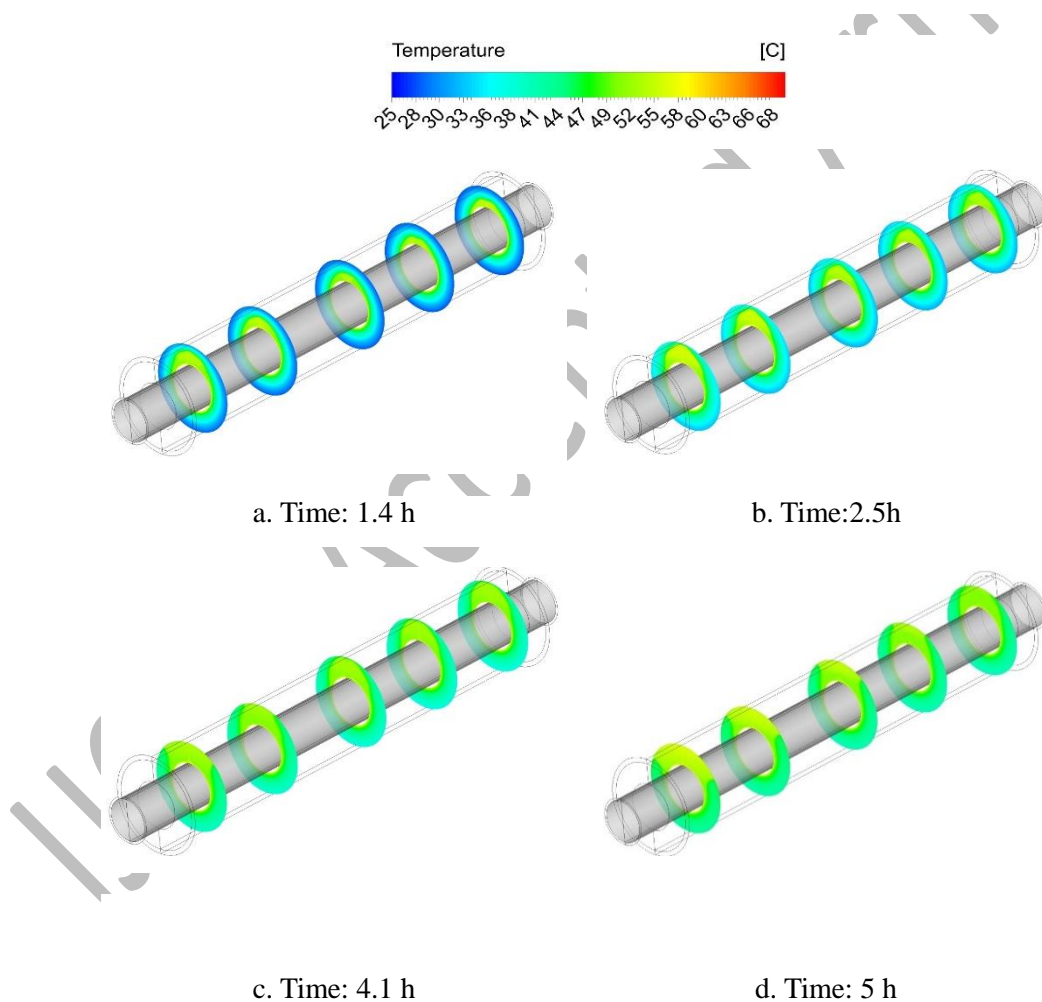 Temperature [C]
25 28 30 33 36 38 41 44 47 49 52 55 58 60 63 66 68
a. Time: 1.4 h
b. Time:2.5h
c. Time: 4.1 h
d. Time: 5 h